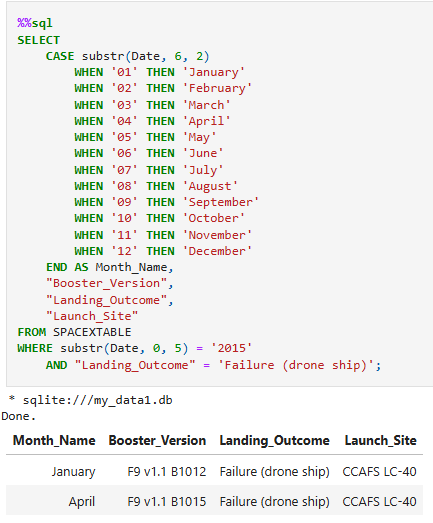 %%sql
SELECT
    CASE substr(Date, 6, 2)
        WHEN '01' THEN 'January'
        WHEN '02' THEN 'February'
        WHEN '03' THEN 'March'
        WHEN '04' THEN 'April'
        WHEN '05' THEN 'May'
        WHEN '06' THEN 'June'
        WHEN '07' THEN 'July'
        WHEN '08' THEN 'August'
        WHEN '09' THEN 'September'
        WHEN '10' THEN 'October'
        WHEN '11' THEN 'November'
        WHEN '12' THEN 'December'
    END AS Month_Name,
    "Booster_Version",
    "Landing_Outcome",
    "Launch_Site"
FROM SPACEXTABLE
WHERE substr(Date, 0, 5) = '2015'
    AND "Landing_Outcome" = 'Failure (drone ship)';
* sqlite:///my_data1.db
Done.
Month_Name Booster_Version Landing_Outcome Launch_Site
January F9 v1.1 B1012 Failure (drone ship) CCAFS LC-40
April F9 v1.1 B1015 Failure (drone ship) CCAFS LC-40